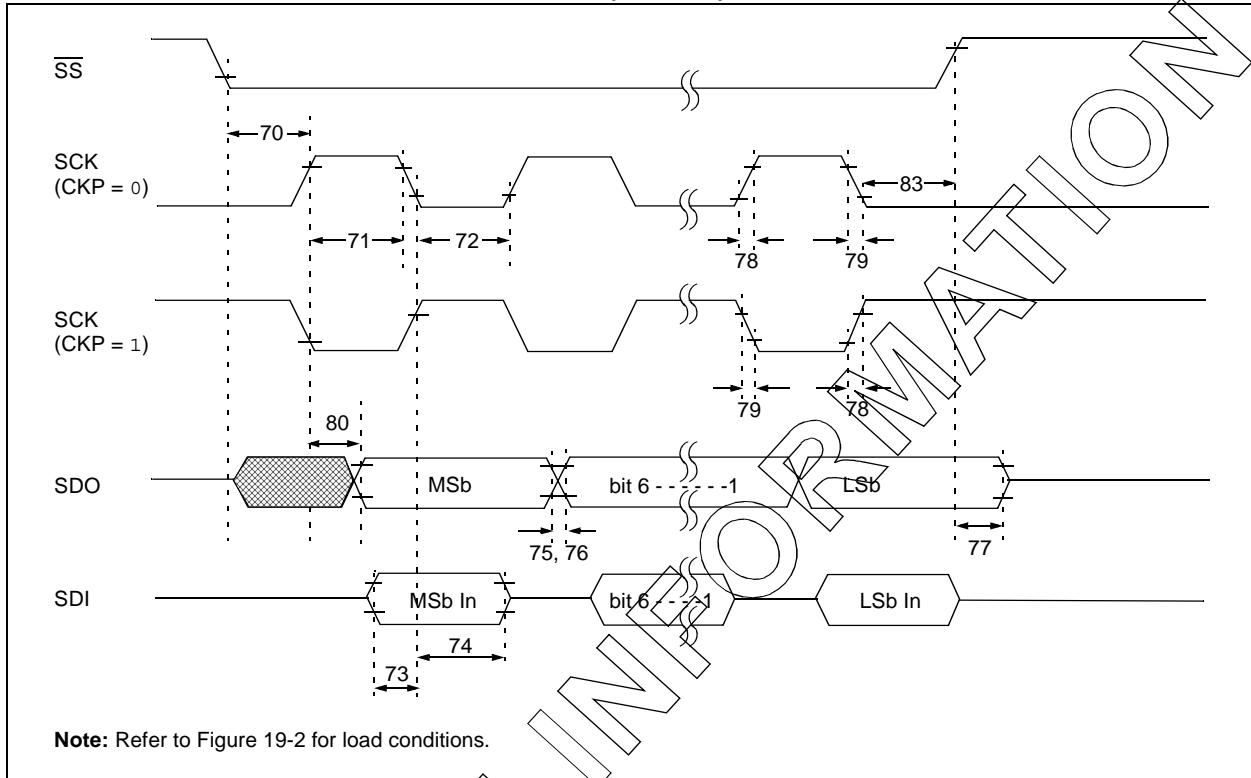 SS
70
SCK
(CKP = 0)
83
71
72
78
79
SCK
(CKP = 1)
79
78
80
SDO
MSb
bit 6 - - - - - -1
LSb
75, 76
77
SDI
MSb In
bit 6 - - - - -1
LSb In
74
73
Note: Refer to Figure 19-2 for load conditions.
INFORMATION